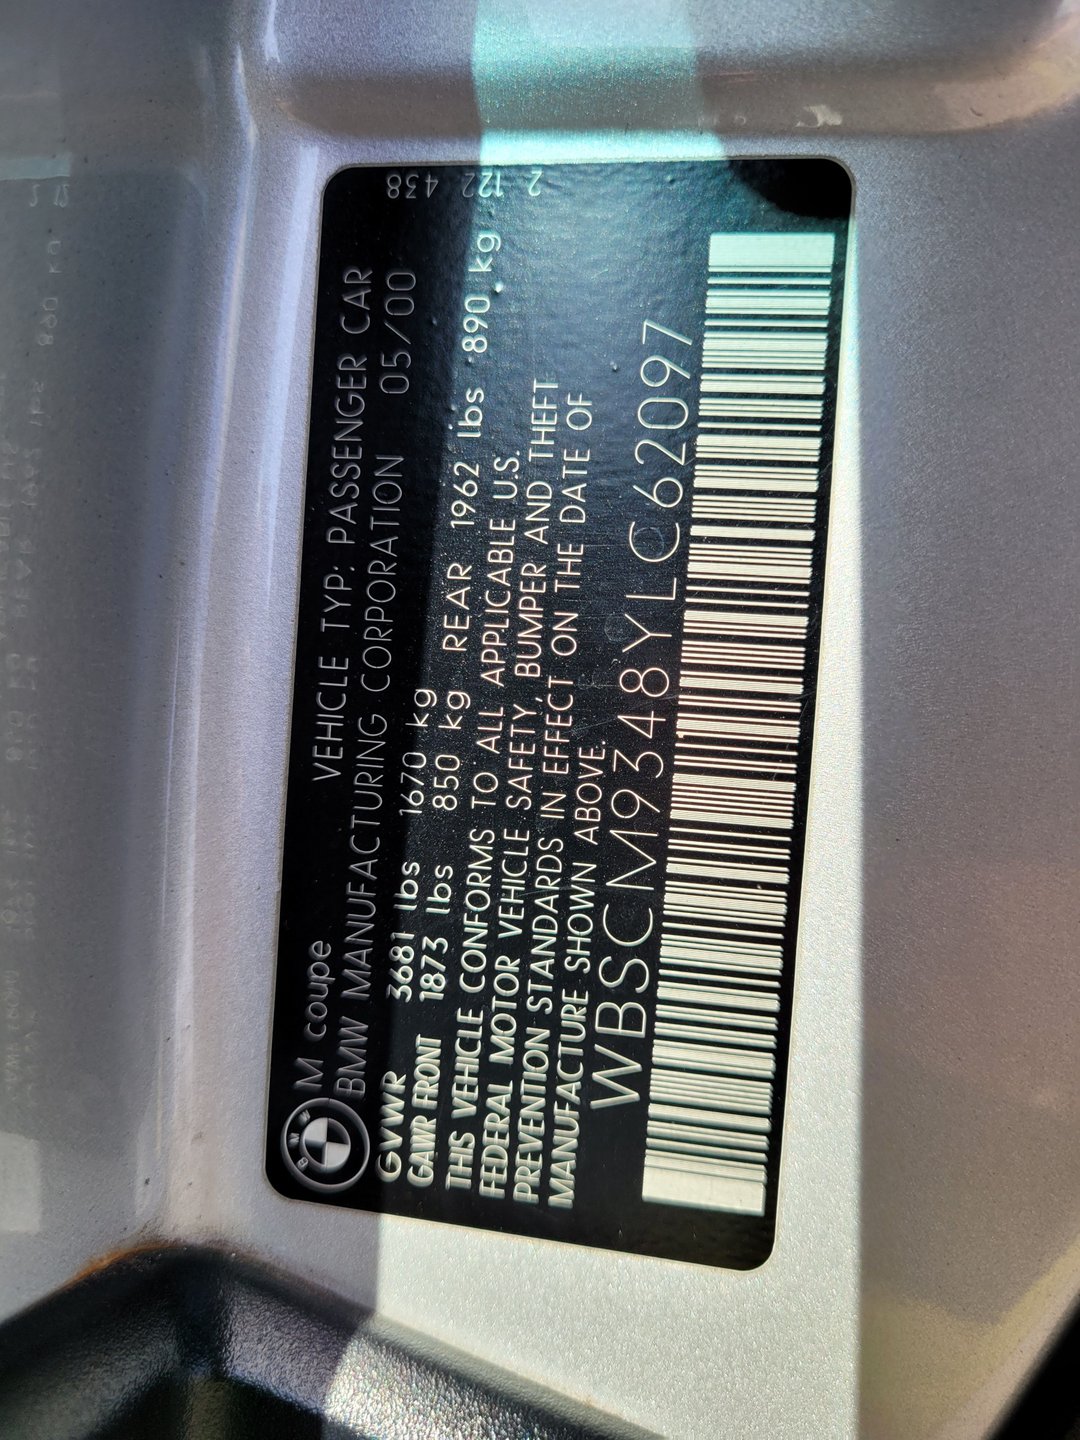 BMW
M coupe VEHICLE TYP: PASSENGER CAR
BMW MANUFACTURING CORPORATION 05/00
2 122 438
GVWR 3681 lbs 1670 kg
GAWR FRONT 1873 lbs 850 kg REAR 1962 lbs 890 kg
THIS VEHICLE CONFORMS TO ALL APPLICABLE U.S.
FEDERAL MOTOR VEHICLE SAFETY, BUMPER AND THEFT
PREVENTION STANDARDS IN EFFECT ON THE DATE OF
MANUFACTURE SHOWN ABOVE.
WBSCM9348YLC62097